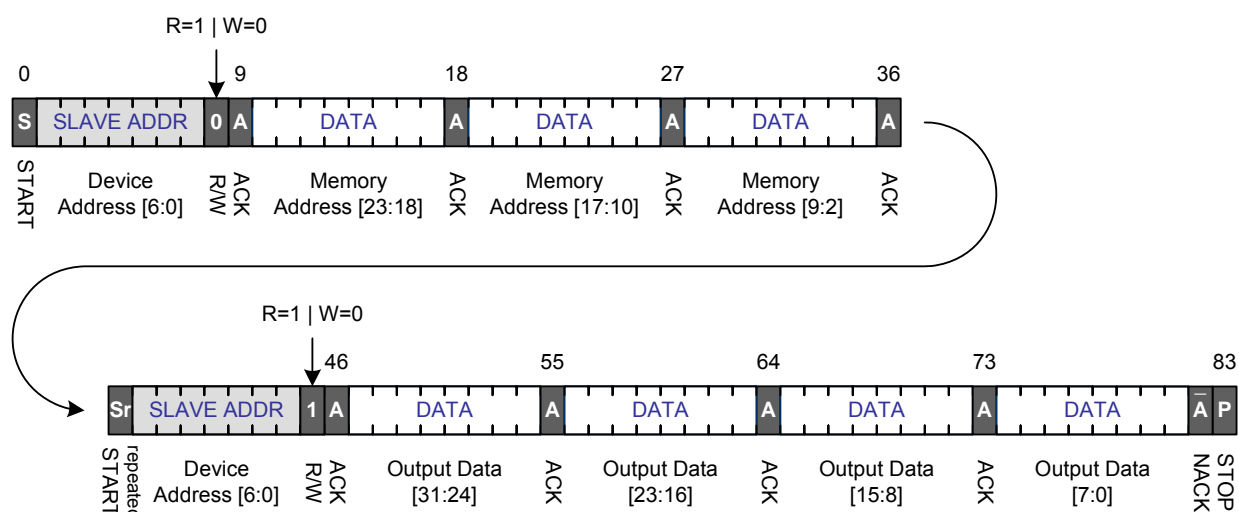 R=1 | W=0
0 9 18 27 36
S SLAVE ADDR 0 A DATA A DATA A DATA A
START Device Address [6:0] R/W ACK Memory Address [23:18] ACK Memory Address [17:10] ACK Memory Address [9:2] ACK
R=1 | W=0
46 55 64 73 83
Sr SLAVE ADDR 1 A DATA A DATA A DATA A DATA A̅ P
repeated START Device Address [6:0] R/W ACK Output Data [31:24] ACK Output Data [23:16] ACK Output Data [15:8] ACK Output Data [7:0] NACK STOP